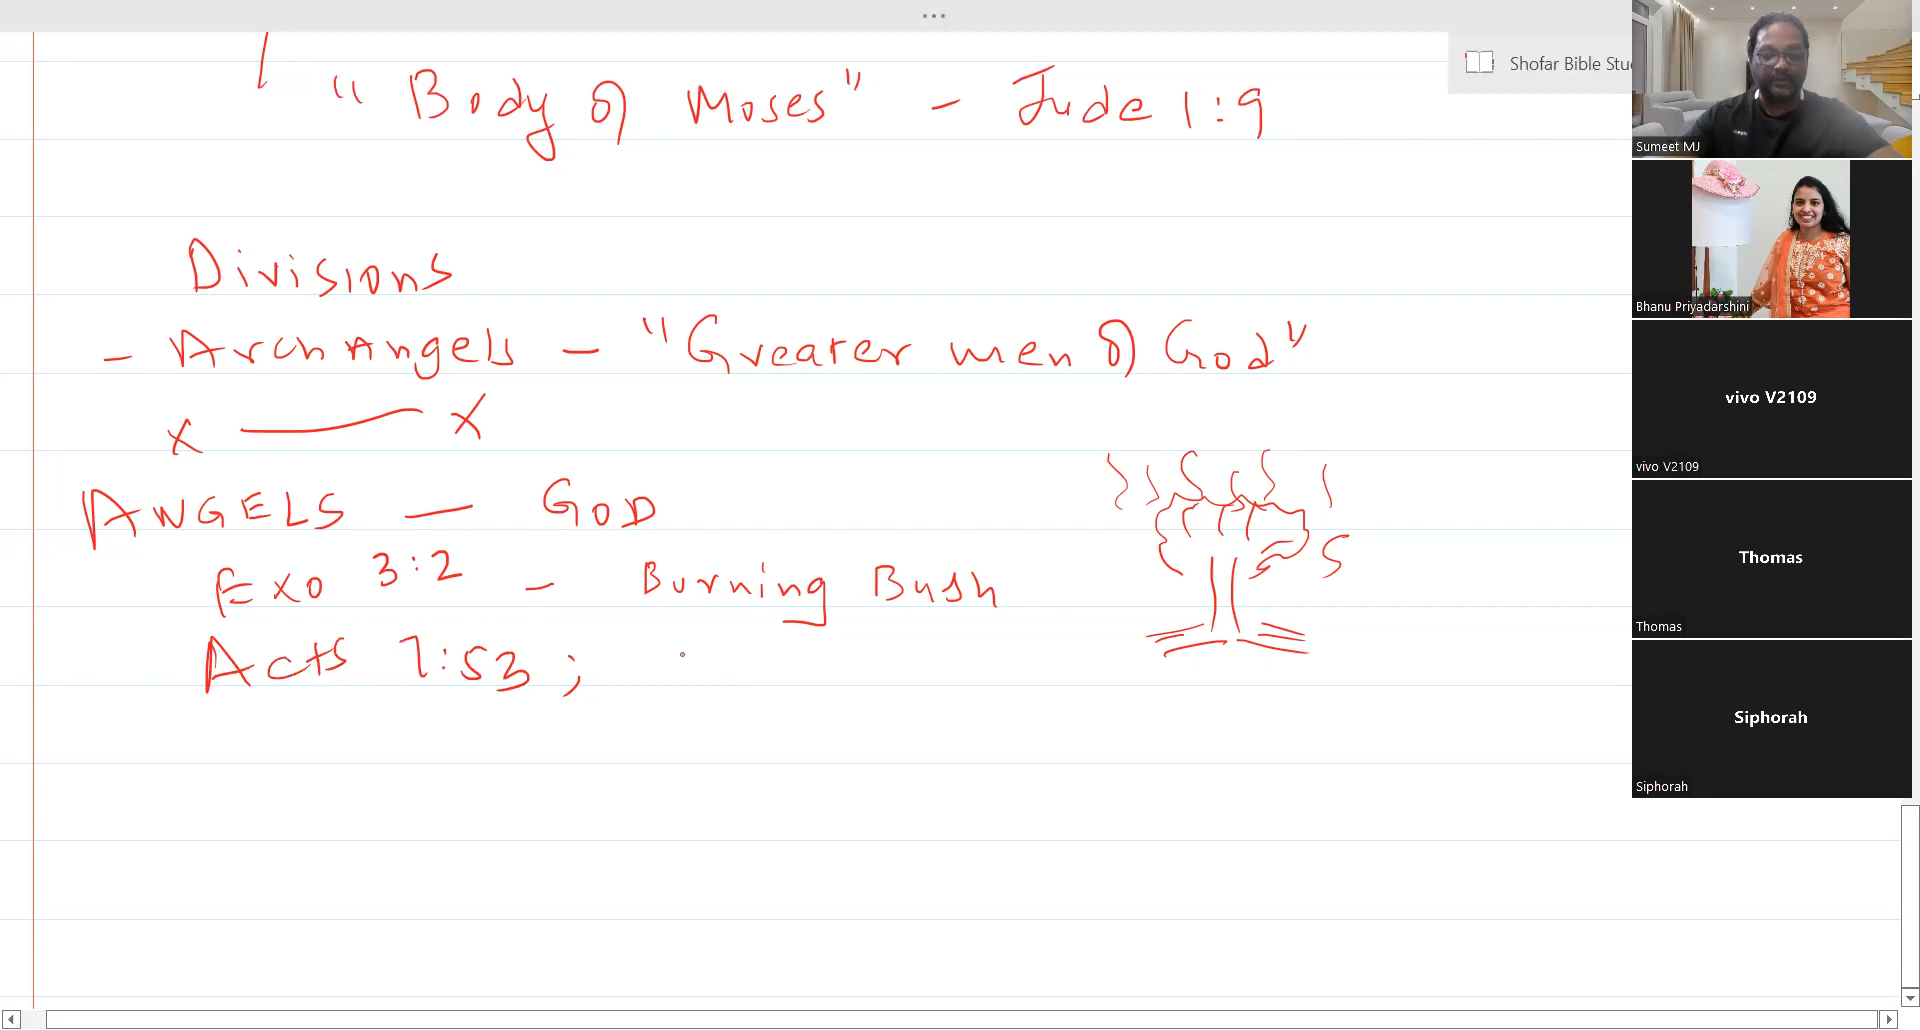 ...
"Body of Moses" - Jude 1:9
Shofar Bible Stu
Divisions
- Archangels - "Greater men of God"
x — x
ANGELS — GOD
Exo 3:2 - Burning Bush
Acts 7:53 ;
Sumeet MJ
Bhanu Priyadarshini
vivo V2109
vivo V2109
Thomas
Thomas
Siphorah
Siphorah